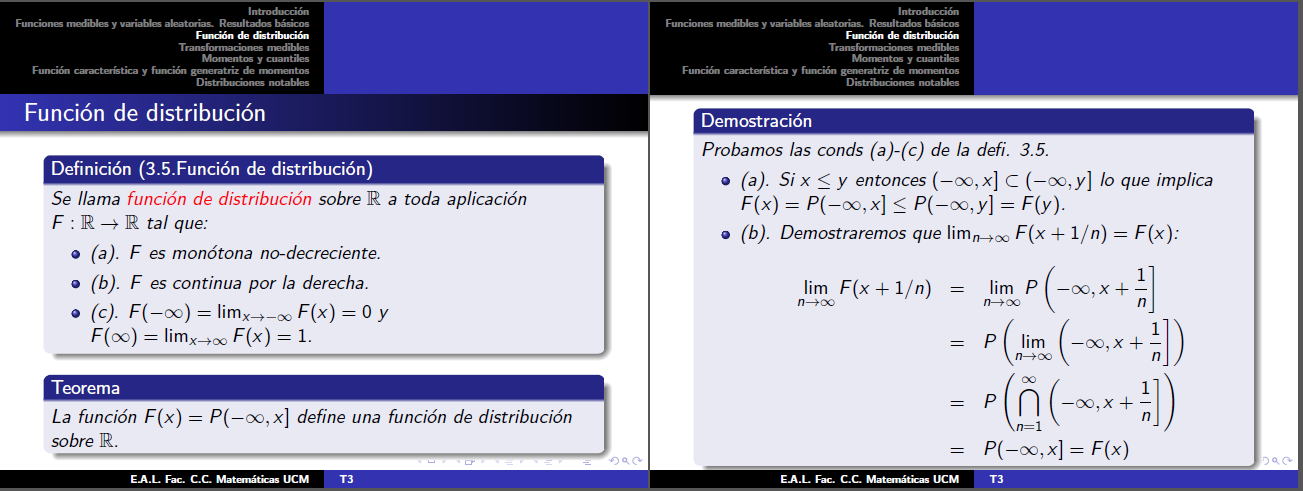 Introducción
Funciones medibles y variables aleatorias. Resultados básicos
Función de distribución
Transformaciones medibles
Momentos y cuantiles
Función característica y función generatriz de momentos
Distribuciones notables
Función de distribución
Definición (3.5.Función de distribución)
Se llama función de distribución sobre ℝ a toda aplicación
F : ℝ → ℝ tal que:
(a). F es monótona no-decreciente.
(b). F es continua por la derecha.
(c). F(−∞) = lim_{x→−∞} F(x) = 0 y
F(∞) = lim_{x→∞} F(x) = 1.
Teorema
La función F(x) = P(−∞, x] define una función de distribución
sobre ℝ.
E.A.L. Fac. C.C. Matemáticas UCM T3
Introducción
Funciones medibles y variables aleatorias. Resultados básicos
Función de distribución
Transformaciones medibles
Momentos y cuantiles
Función característica y función generatriz de momentos
Distribuciones notables
Demostración
Probamos las conds (a)-(c) de la defi. 3.5.
(a). Si x ≤ y entonces (−∞, x] ⊂ (−∞, y] lo que implica
F(x) = P(−∞, x] ≤ P(−∞, y] = F(y).
(b). Demostraremos que lim_{n→∞} F(x + 1/n) = F(x):
lim_{n→∞} F(x + 1/n) = lim_{n→∞} P(−∞, x + 1/n]
= P(lim_{n→∞} (−∞, x + 1/n])
= P(⋂_{n=1}^{∞} (−∞, x + 1/n])
= P(−∞, x] = F(x)
E.A.L. Fac. C.C. Matemáticas UCM T3